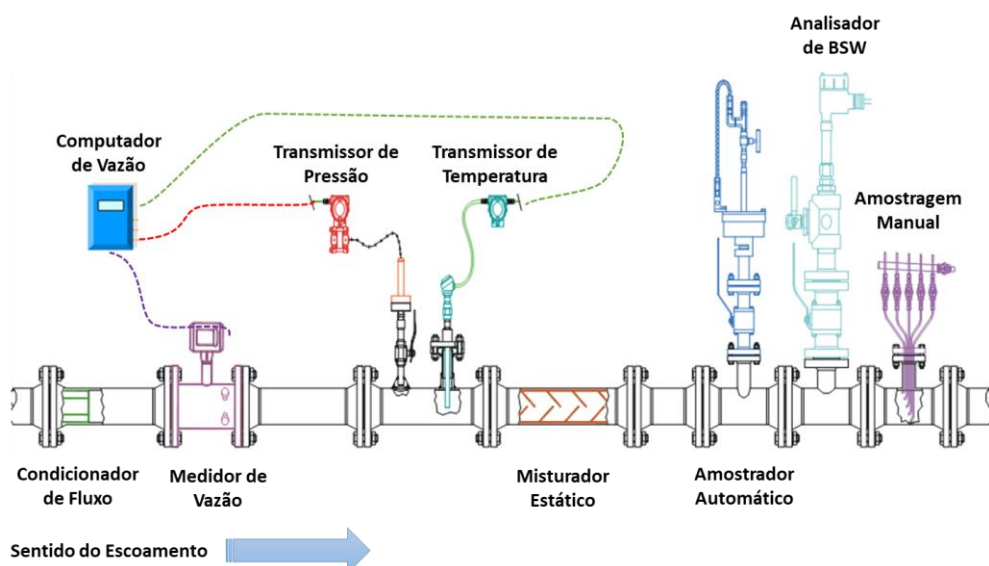 Analisador
de BSW
Computador
de Vazão
Transmissor de
Pressão
Transmissor de
Temperatura
Amostragem
Manual
Condicionador
de Fluxo
Medidor de
Vazão
Misturador
Estático
Amostrador
Automático
Sentido do Escoamento